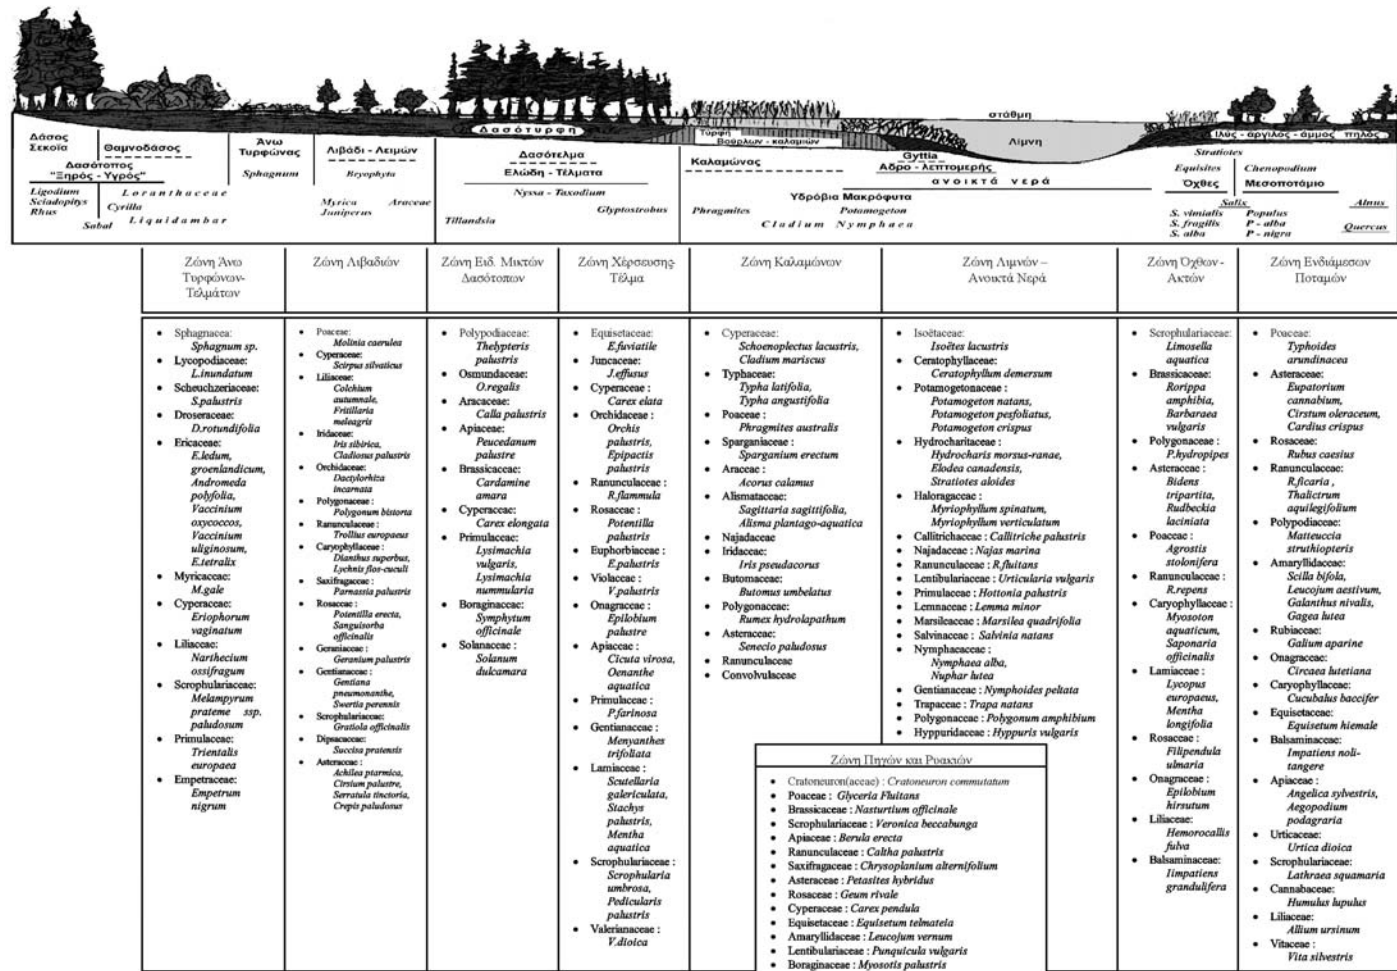 στάθμη
Δάσος
Σεκοΐα
Θαμνοδάσος
Δασότοπος
"Ξηρός - Υγρός"
Άνω
Τυρφώνας
Sphagnum
Λιβάδι - Λειμών
Bryophyta
Δασότυρφη
Δασότελμα
Ελώδη - Τέλματα
Nyssa - Taxodium
Glyptostrobus
Tillandsia
Τύρφη
Βούρλων - καλαμιών
Καλαμώνας
Gyttia
Αδρο - λεπτομερής
Λίμνη
ανοικτά νερά
Υδρόβια Μακρόφυτα
Phragmites
Potamogeton
Cladium Nymphaea
Ιλύς - άργιλος - άμμος πηλός
Stratiotes
Equisites
Chenopodium
Όχθες
Μεσοποτάμιο
Salix
S. vimialis
S. fragilis
S. alba
Populus
P - alba
P - nigra
Alnus
Quercus
Ligodium
Sciadopitys
Rhus
Sabal
Loranthaceae
Cyrilla
Liquidambar
Myrica
Juniperus
Araceae
Ζώνη Άνω
Τυρφώνων-
Τελμάτων
Ζώνη Λιβαδιών
Ζώνη Ειδ. Μικτών
Δασότοπων
Ζώνη Χέρσευσης-
Τέλμα
Ζώνη Καλαμώνων
Ζώνη Λιμνών –
Ανοικτά Νερά
Ζώνη Όχθων-
Ακτών
Ζώνη Ενδιάμεσων
Ποταμών
• Sphagnacea:
Sphagnum sp.
• Lycopodiaceae:
L.inundatum
• Scheuchzeriaceae:
S.palustris
• Droseraceae:
D.rotundifolia
• Ericaceae:
E.ledum,
groenlandicum,
Andromeda
polyfolia,
Vaccinium
oxycoccos,
Vaccinium
uliginosum,
E.tetralix
• Myricaceae:
M.gale
• Cyperaceae:
Eriophorum
vaginatum
• Liliaceae:
Narthecium
ossifragum
• Scrophulariaceae:
Melampyrum
prateme ssp.
paludosum
• Primulaceae:
Trientalis
europaea
• Empetraceae:
Empetrum
nigrum
• Poaceae:
Molinia caerulea
• Cyperaceae:
Scirpus silvaticus
• Liliaceae:
Colchium
autumnale,
Fritillaria
meleagris
• Iridaceae:
Iris sibirica,
Cladiosus palustris
• Orchidaceae:
Dactylorhiza
incarnata
• Polygonaceae :
Polygonum bistorta
• Ranunculaceae :
Trollius europaeus
• Caryophyllaceae :
Dianthus superbus,
Lychnis flos-cuculi
• Saxifragaceae :
Parnassia palustris
• Rosaceae :
Potentilla erecta,
Sanguisorba
officinalis
• Geraniaceae :
Geranium palustris
• Gentianaceae :
Gentiana
pneumonanthe,
Swertia perennis
• Scrophulariaceae:
Gratiola officinalis
• Dipsacaceae:
Succisa pratensis
• Asteraceae :
Achilea ptarmica,
Cirsium palustre,
Serratula tinctoria,
Crepis paludosus
• Polypodiaceae:
Thelypteris
palustris
• Osmundaceae:
O.regalis
• Aracaceae:
Calla palustris
• Apiaceae:
Peucedanum
palustre
• Brassicaceae:
Cardamine
amara
• Cyperaceae:
Carex elongata
• Primulaceae:
Lysimachia
vulgaris,
Lysimachia
nummularia
• Boraginaceae:
Symphytum
officinale
• Solanaceae:
Solanum
dulcamara
• Equisetaceae:
E.fuviatile
• Juncaceae:
J.effusus
• Cyperaceae :
Carex elata
• Orchidaceae:
Orchis
palustris,
Epipactis
palustris
• Ranunculaceae :
R.flammula
• Rosaceae:
Potentilla
palustris
• Euphorbiaceae :
E.palustris
• Violaceae:
V.palustris
• Onagraceae:
Epilobium
palustre
• Apiaceae:
Cicuta virosa,
Oenanthe
aquatica
• Primulaceae :
P.farinosa
• Gentianaceae:
Menyanthes
trifoliata
• Lamiaceae:
Scutellaria
galericulata,
Stachys
palustris,
Mentha
aquatica
• Scrophulariaceae :
Scrophularia
umbrosa,
Pedicularis
palustris
• Valerianaceae :
V.dioica
• Cyperaceae:
Schoenoplectus lacustris,
Cladium mariscus
• Typhaceae:
Typha latifolia,
Typha angustifolia
• Poaceae :
Phragmites australis
• Sparganiaceae :
Sparganium erectum
• Araceae :
Acorus calamus
• Alismataceae:
Sagittaria sagittifolia,
Alisma plantago-aquatica
• Najadaceae
• Iridaceae:
Iris pseudacorus
• Butomaceae:
Butomus umbelatus
• Polygonaceae:
Rumex hydrolapathum
• Asteraceae:
Senecio paludosus
• Ranunculaceae
• Convolvulaceae
• Isoëtaceae:
Isoëtes lacustris
• Ceratophyllaceae:
Ceratophyllum demersum
• Potamogetonaceae :
Potamogeton natans,
Potamogeton pesfoliatus,
Potamogeton crispus
• Hydrocharitaceae :
Hydrocharis morsus-ranae,
Elodea canadensis,
Stratiotes aloides
• Haloragaceae :
Myriophyllum spinatum,
Myriophyllum verticulatum
• Callitrichaceae : Callitriche palustris
• Najadaceae: Najas marina
• Ranunculaceae : R.fluitans
• Lentibulariaceae : Urticularia vulgaris
• Primulaceae : Hottonia palustris
• Lemnaceae : Lemma minor
• Marsileaceae : Marsilea quadrifolia
• Salvinaceae : Salvinia natans
• Nymphaeaceae :
Nymphaea alba,
Nuphar lutea
• Gentianaceae : Nymphoides peltata
• Trapaceae : Trapa natans
• Polygonaceae : Polygonum amphibium
• Hyppuridaceae : Hyppuris vulgaris
• Scrophulariaceae:
Limosella
aquatica
• Brassicaceae:
Rorippa
amphibia,
Barbaraea
vulgaris
• Polygonaceae :
P.hydropipes
• Asteraceae:
Bidens
tripartita,
Rudbeckia
laciniata
• Poaceae :
Agrostis
stolonifera
• Ranunculaceae :
R.repens
• Caryophyllaceae :
Myosoton
aquaticum,
Saponaria
officinalis
• Lamiaceae:
Lycopus
europaeus,
Mentha
longifolia
• Rosaceae:
Filipendula
ulmaria
• Onagraceae:
Epilobium
hirsutum
• Liliaceae:
Hemorocallis
fulva
• Balsaminaceae:
Iimpatiens
grandulifera
• Poaceae:
Typhoides
arundinacea
• Asteraceae:
Eupatorium
cannabium,
Cirstum oleraceum,
Cardius crispus
• Rosaceae:
Rubus caesius
• Ranunculaceae:
R.ficaria ,
Thalictrum
aquilegifolium
• Polypodiaceae:
Matteuccia
struthiopteris
• Amaryllidaceae:
Scilla bifola,
Leucojum aestivum,
Galanthus nivalis,
Gagea lutea
• Rubiaceae:
Galium aparine
• Onagraceae:
Circaea lutetiana
• Caryophyllaceae:
Cucubalus baccifer
• Equisetaceae:
Equisetum hiemale
• Balsaminaceae:
Impatiens noli-
tangere
• Apiaceae:
Angelica sylvestris,
Aegopodium
podagraria
• Urticaceae:
Urtica dioica
• Scrophulariaceae:
Lathraea squamaria
• Cannabaceae:
Humulus lupulus
• Liliaceae:
Allium ursinum
• Vitaceae :
Vita silvestris
Ζώνη Πηγών και Ρυακιών
• Cratoneuron(aceae) : Cratoneuron commutatum
• Poaceae : Glyceria Fluitans
• Brassicaceae : Nasturtium officinale
• Scrophulariaceae : Veronica beccabunga
• Apiaceae : Berula erecta
• Ranunculaceae : Caltha palustris
• Saxifragaceae : Chrysoplanium alternifolium
• Asteraceae : Petasites hybridus
• Rosaceae : Geum rivale
• Cyperaceae : Carex pendula
• Equisetaceae : Equisetum telmateia
• Amaryllidaceae : Leucojum vernum
• Lentibulariaceae : Punquicula vulgaris
• Boraginaceae : Myosotis palustris